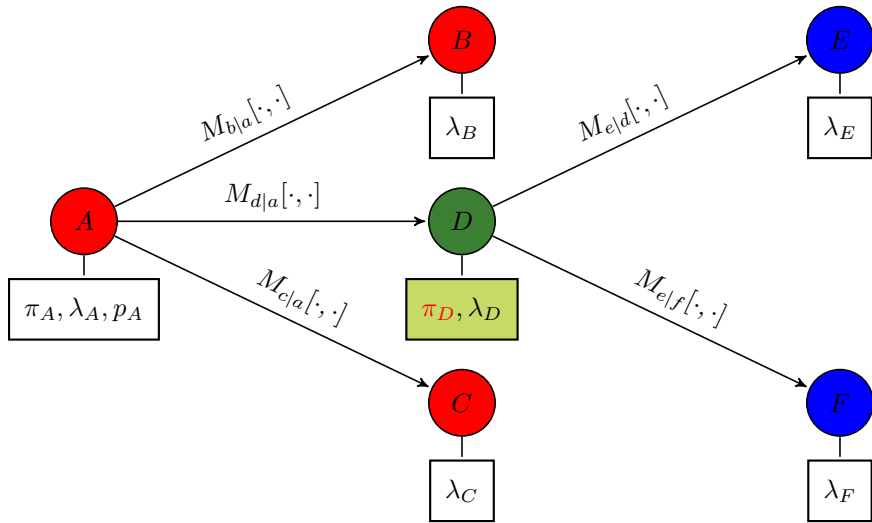 B
E
M_{b|a}[·, ·]
M_{e|d}[·, ·]
λ_B
λ_E
M_{d|a}[·, ·]
A
D
M_{c|a}[·, ·]
M_{e|f}[·, ·]
π_A, λ_A, p_A
π_D, λ_D
C
F
λ_C
λ_F